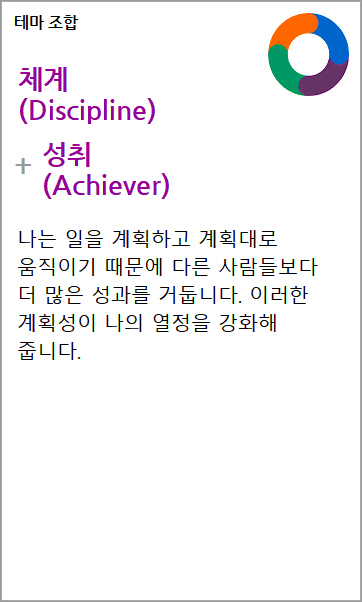 테마 조합
체계
(Discipline)
+ 성취
(Achiever)
나는 일을 계획하고 계획대로
움직이기 때문에 다른 사람들보다
더 많은 성과를 거둡니다. 이러한
계획성이 나의 열정을 강화해
줍니다.